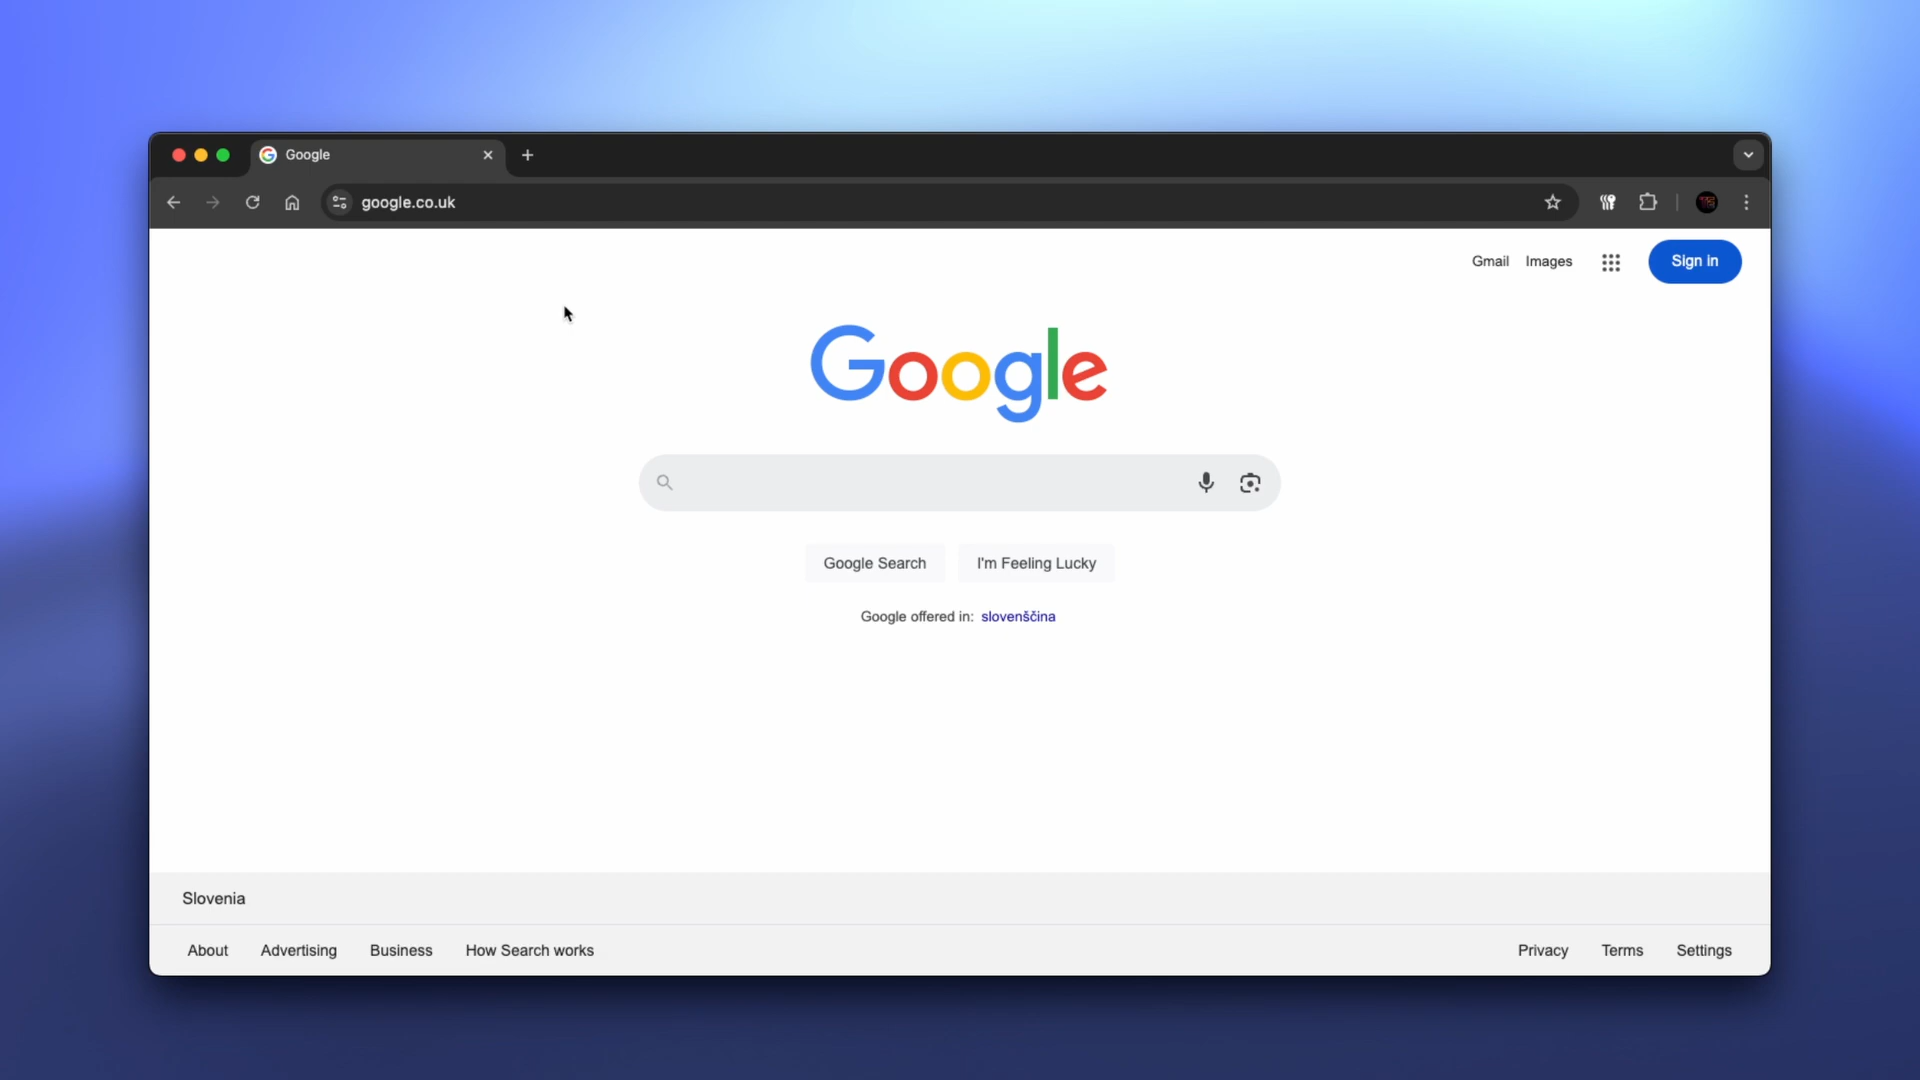 Google
google.co.uk
Gmail Images Sign in
Google
Google Search I'm Feeling Lucky
Google offered in: slovenščina
Slovenia
About Advertising Business How Search works Privacy Terms Settings